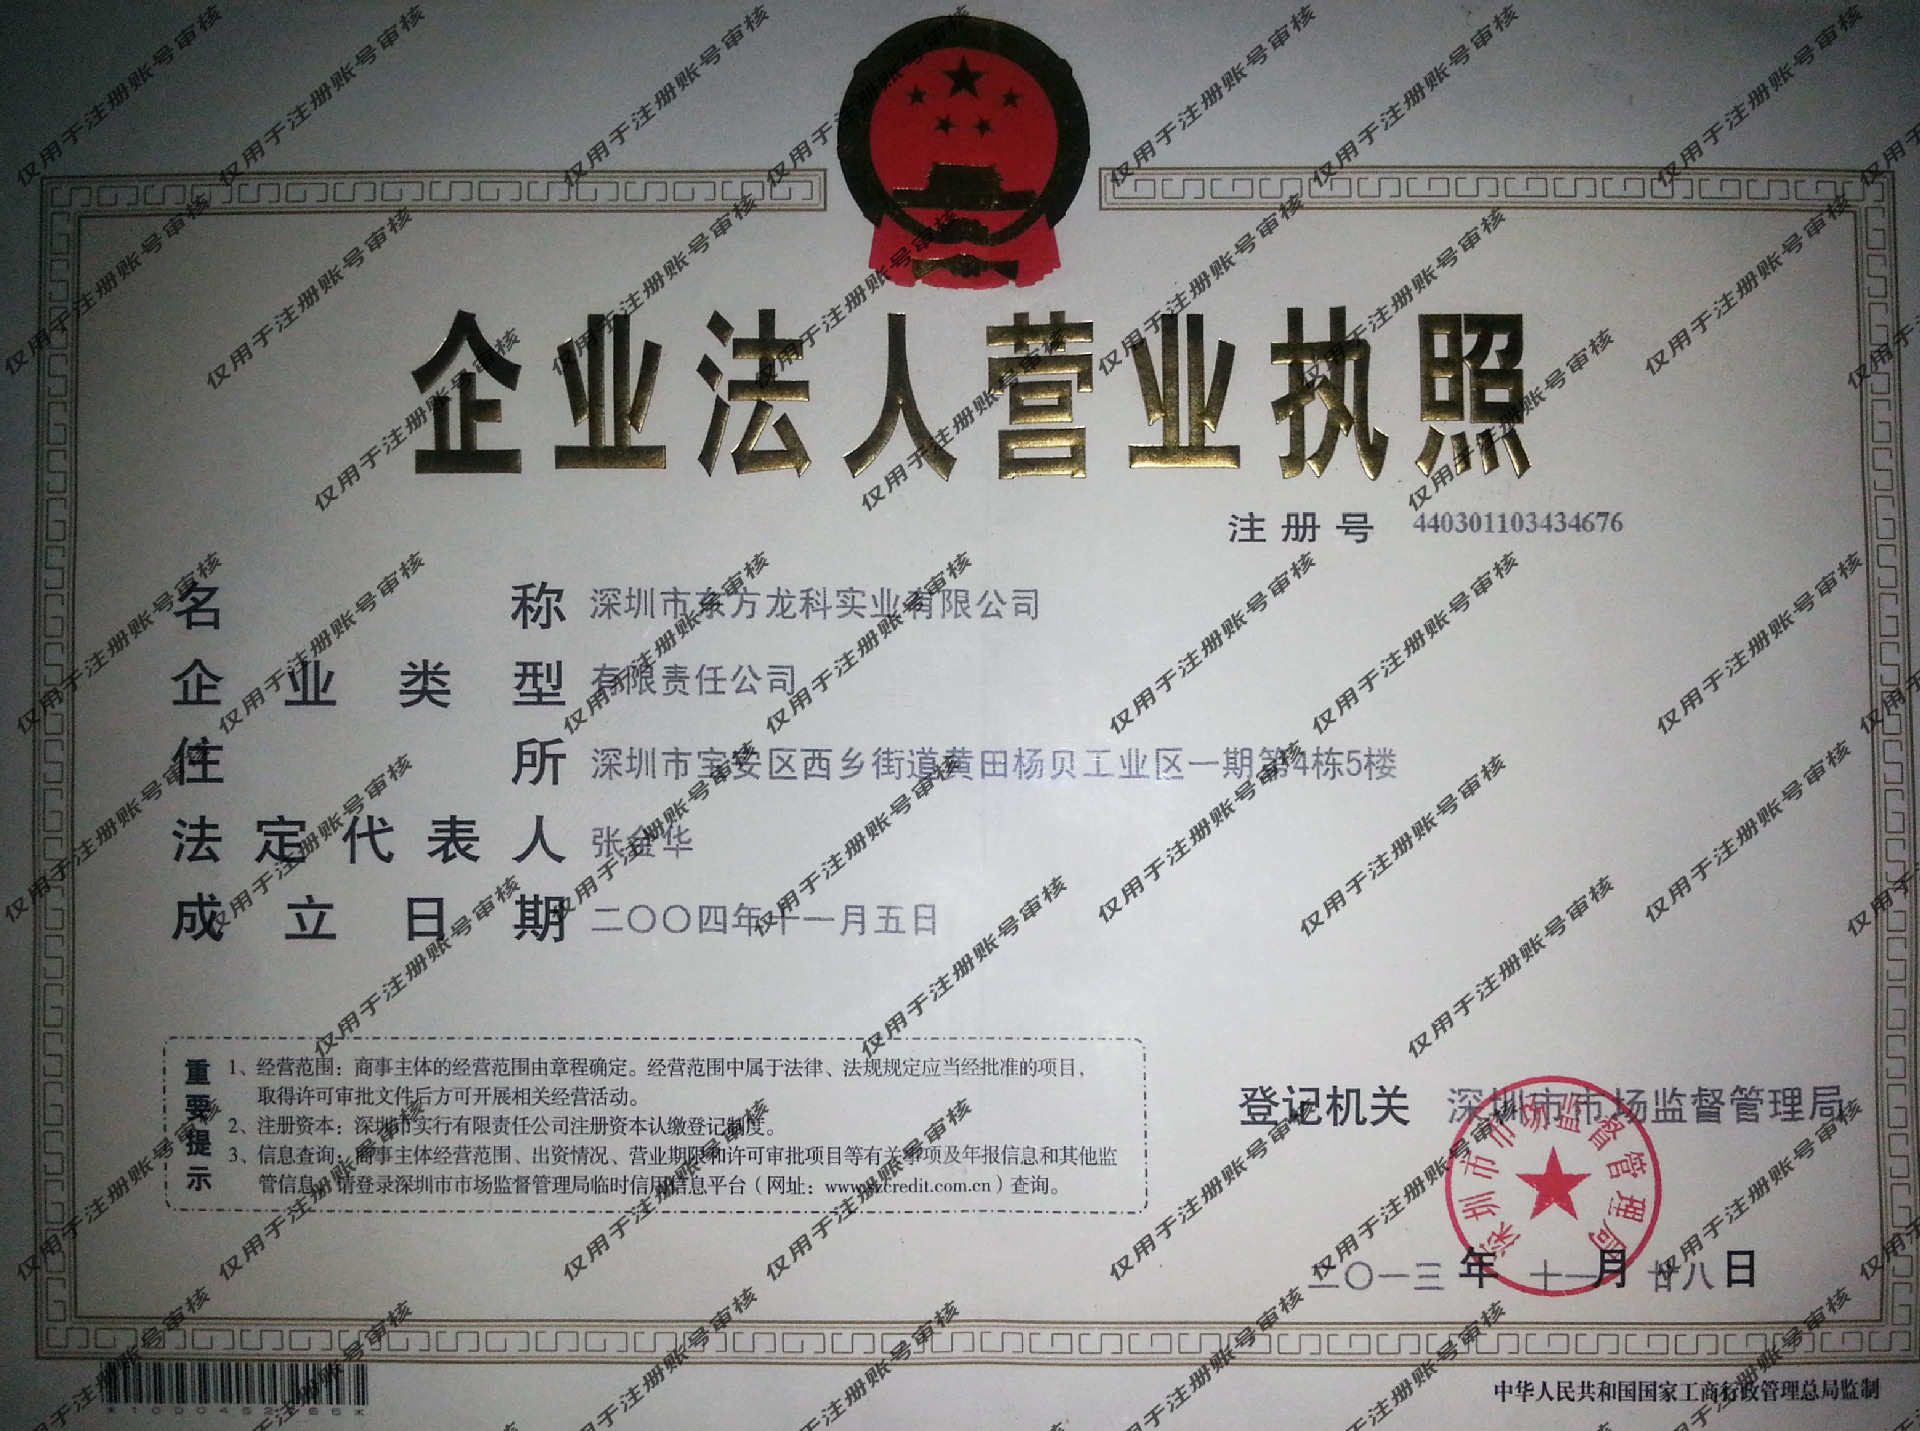 企业法人营业执照
注册号 440301103434676
名称 深圳市东方龙科实业有限公司
企业类型 有限责任公司
住所 深圳市宝安区西乡街道黄田杨贝工业区一期第4栋5楼
法定代表人 张金华
成立日期 二〇〇四年十一月五日
重要提示
1、经营范围：商事主体的经营范围由章程确定。经营范围中属于法律、法规规定应当经批准的项目，
取得许可审批文件后方可开展相关经营活动。
2、注册资本：深圳市实行有限责任公司注册资本认缴登记制度。
3、信息查询：商事主体经营范围、出资情况、营业期限和许可审批项目等有关事项及年报信息和其他监
管信息，请登录深圳市市场监督管理局临时信用信息平台（网址：www.szcredit.com.cn）查询。
登记机关 深圳市市场监督管理局
深圳市市场监督管理局
二〇一三年十一月廿八日
中华人民共和国国家工商行政管理总局监制
仅用于注册账号审核